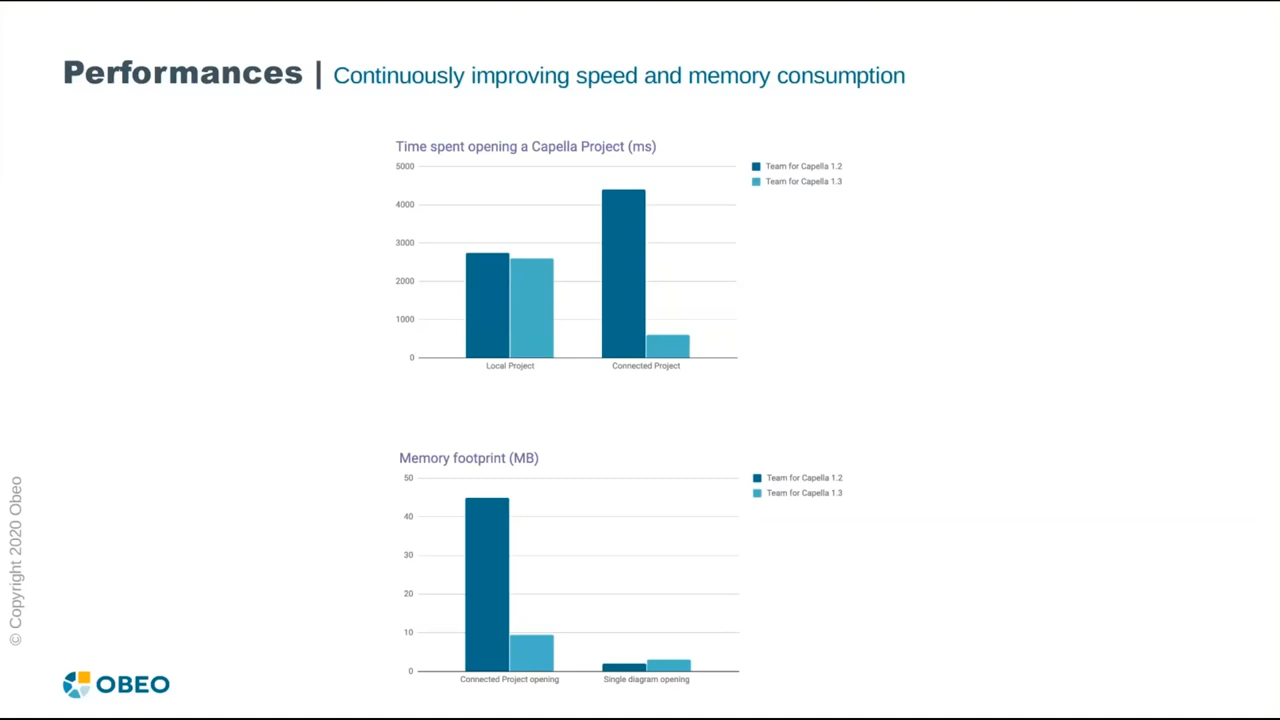 Performances | Continuously improving speed and memory consumption
Time spent opening a Capella Project (ms)
5000
4000
3000
2000
1000
0
Local Project
Connected Project
Team for Capella 1.2
Team for Capella 1.3
Memory footprint (MB)
50
40
30
20
10
0
Connected Project opening
Single diagram opening
Team for Capella 1.2
Team for Capella 1.3
© Copyright 2020 Obeo
OBEO